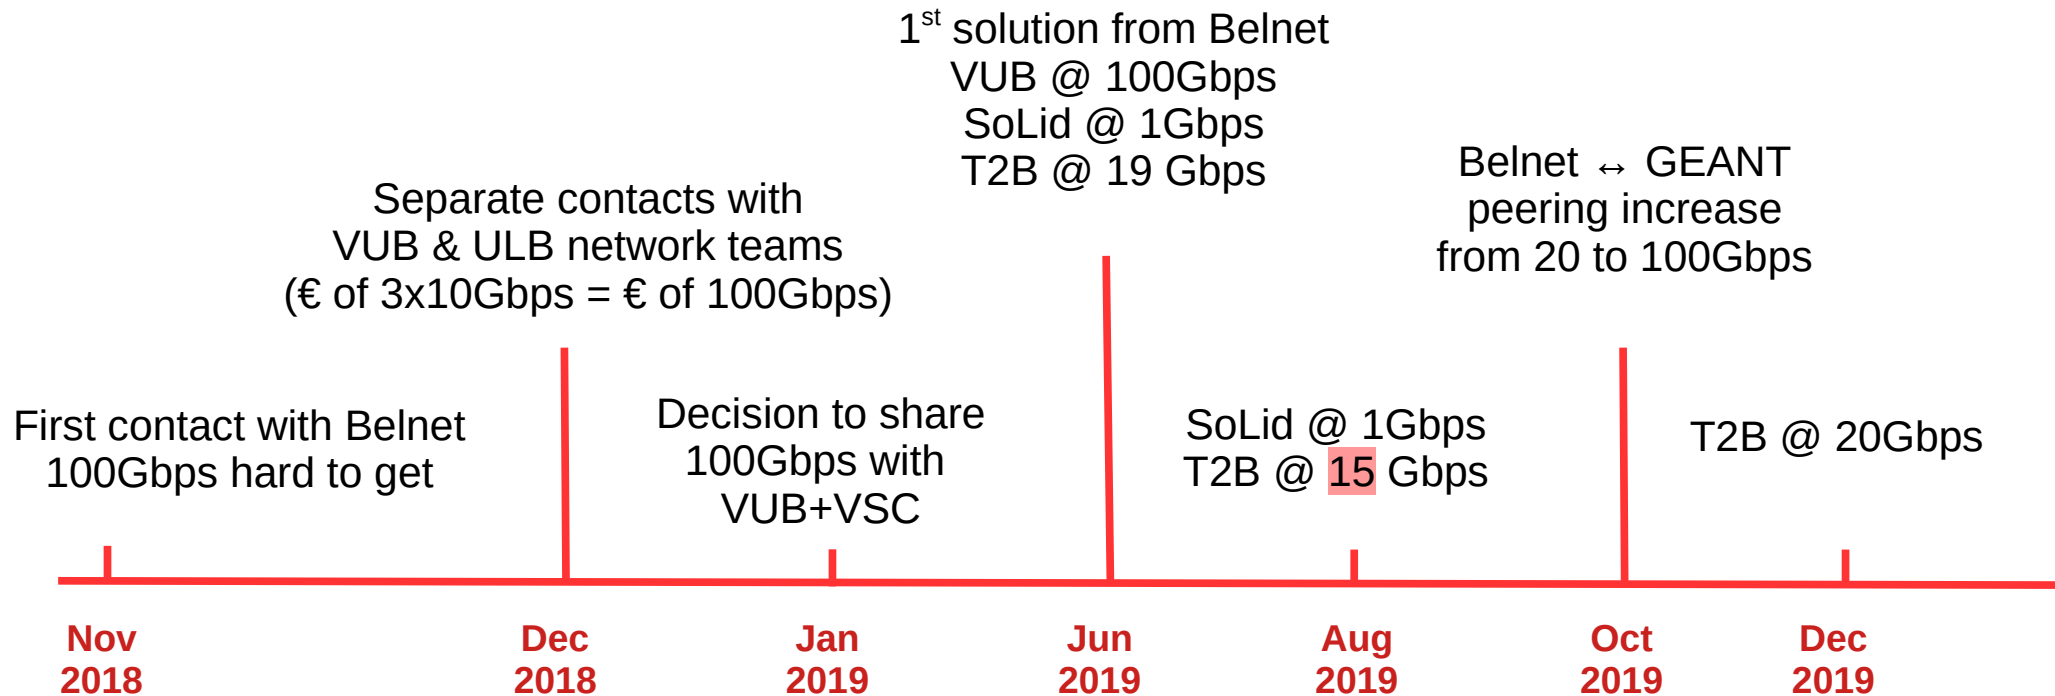 First contact with Belnet
100Gbps hard to get
Separate contacts with
VUB & ULB network teams
(€ of 3x10Gbps = € of 100Gbps)
Decision to share
100Gbps with
VUB+VSC
1st solution from Belnet
VUB @ 100Gbps
SoLid @ 1Gbps
T2B @ 19 Gbps
SoLid @ 1Gbps
T2B @ 15 Gbps
Belnet ↔ GEANT
peering increase
from 20 to 100Gbps
T2B @ 20Gbps
Nov
2018
Dec
2018
Jan
2019
Jun
2019
Aug
2019
Oct
2019
Dec
2019